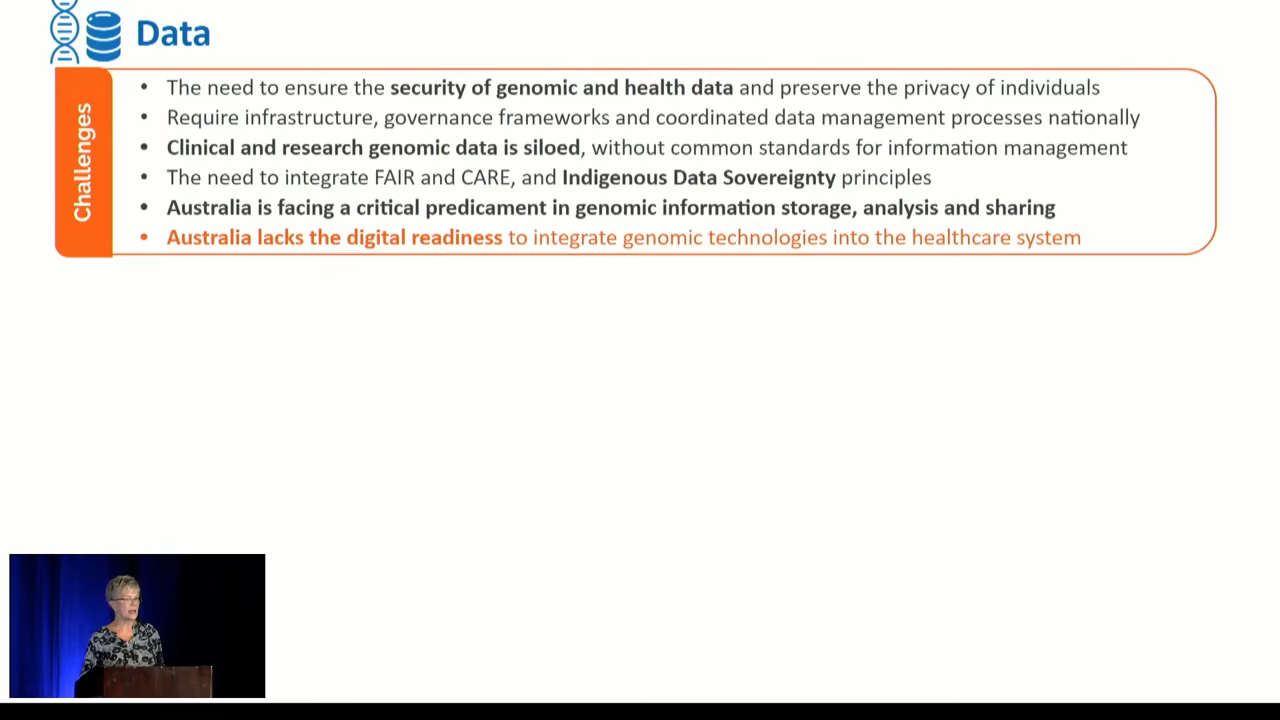 Data
Challenges
• The need to ensure the security of genomic and health data and preserve the privacy of individuals
• Require infrastructure, governance frameworks and coordinated data management processes nationally
• Clinical and research genomic data is siloed, without common standards for information management
• The need to integrate FAIR and CARE, and Indigenous Data Sovereignty principles
• Australia is facing a critical predicament in genomic information storage, analysis and sharing
• Australia lacks the digital readiness to integrate genomic technologies into the healthcare system